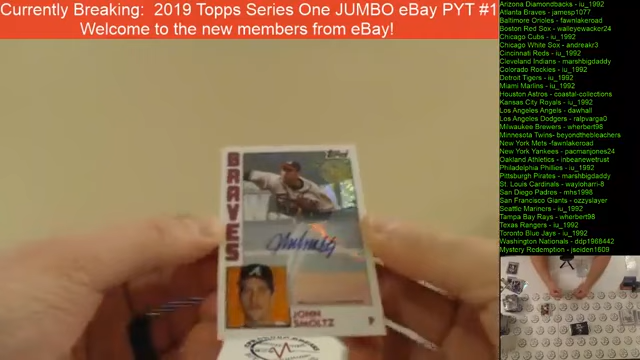 Currently Breaking: 2019 Topps Series One JUMBO eBay PYT #1
Welcome to the new members from eBay!
Arizona Diamondbacks - iu_1992
Atlanta Braves - jamesp1077
Baltimore Orioles - fawnlakeroad
Boston Red Sox - walleyewacker24
Chicago Cubs - iu_1992
Chicago White Sox - andreakr3
Cincinnati Reds - iu_1992
Cleveland Indians - marshbigdaddy
Colorado Rockies - iu_1992
Detroit Tigers - iu_1992
Miami Marlins - iu_1992
Houston Astros - coastal-collections
Kansas City Royals - iu_1992
Los Angeles Angels - dawhall
Los Angeles Dodgers - ralpvarga0
Milwaukee Brewers - wherbert98
Minnesota Twins - beyondthebleachers
New York Mets -fawnlakeroad
New York Yankees - pacmanjones24
Oakland Athletics - inbeanewetrust
Philadelphia Phillies - iu_1992
Pittsburgh Pirates - marshbigdaddy
St. Louis Cardinals - wayloharri-8
San Diego Padres - mhs1998
San Francisco Giants - ozzyslayer
Seattle Mariners - iu_1992
Tampa Bay Rays - wherbert98
Texas Rangers - iu_1992
Toronto Blue Jays - iu_1992
Washington Nationals - ddp1968442
Mystery Redemption - jseiden1609
Topps
BRAVES
JOHN
SMOLTZ
P